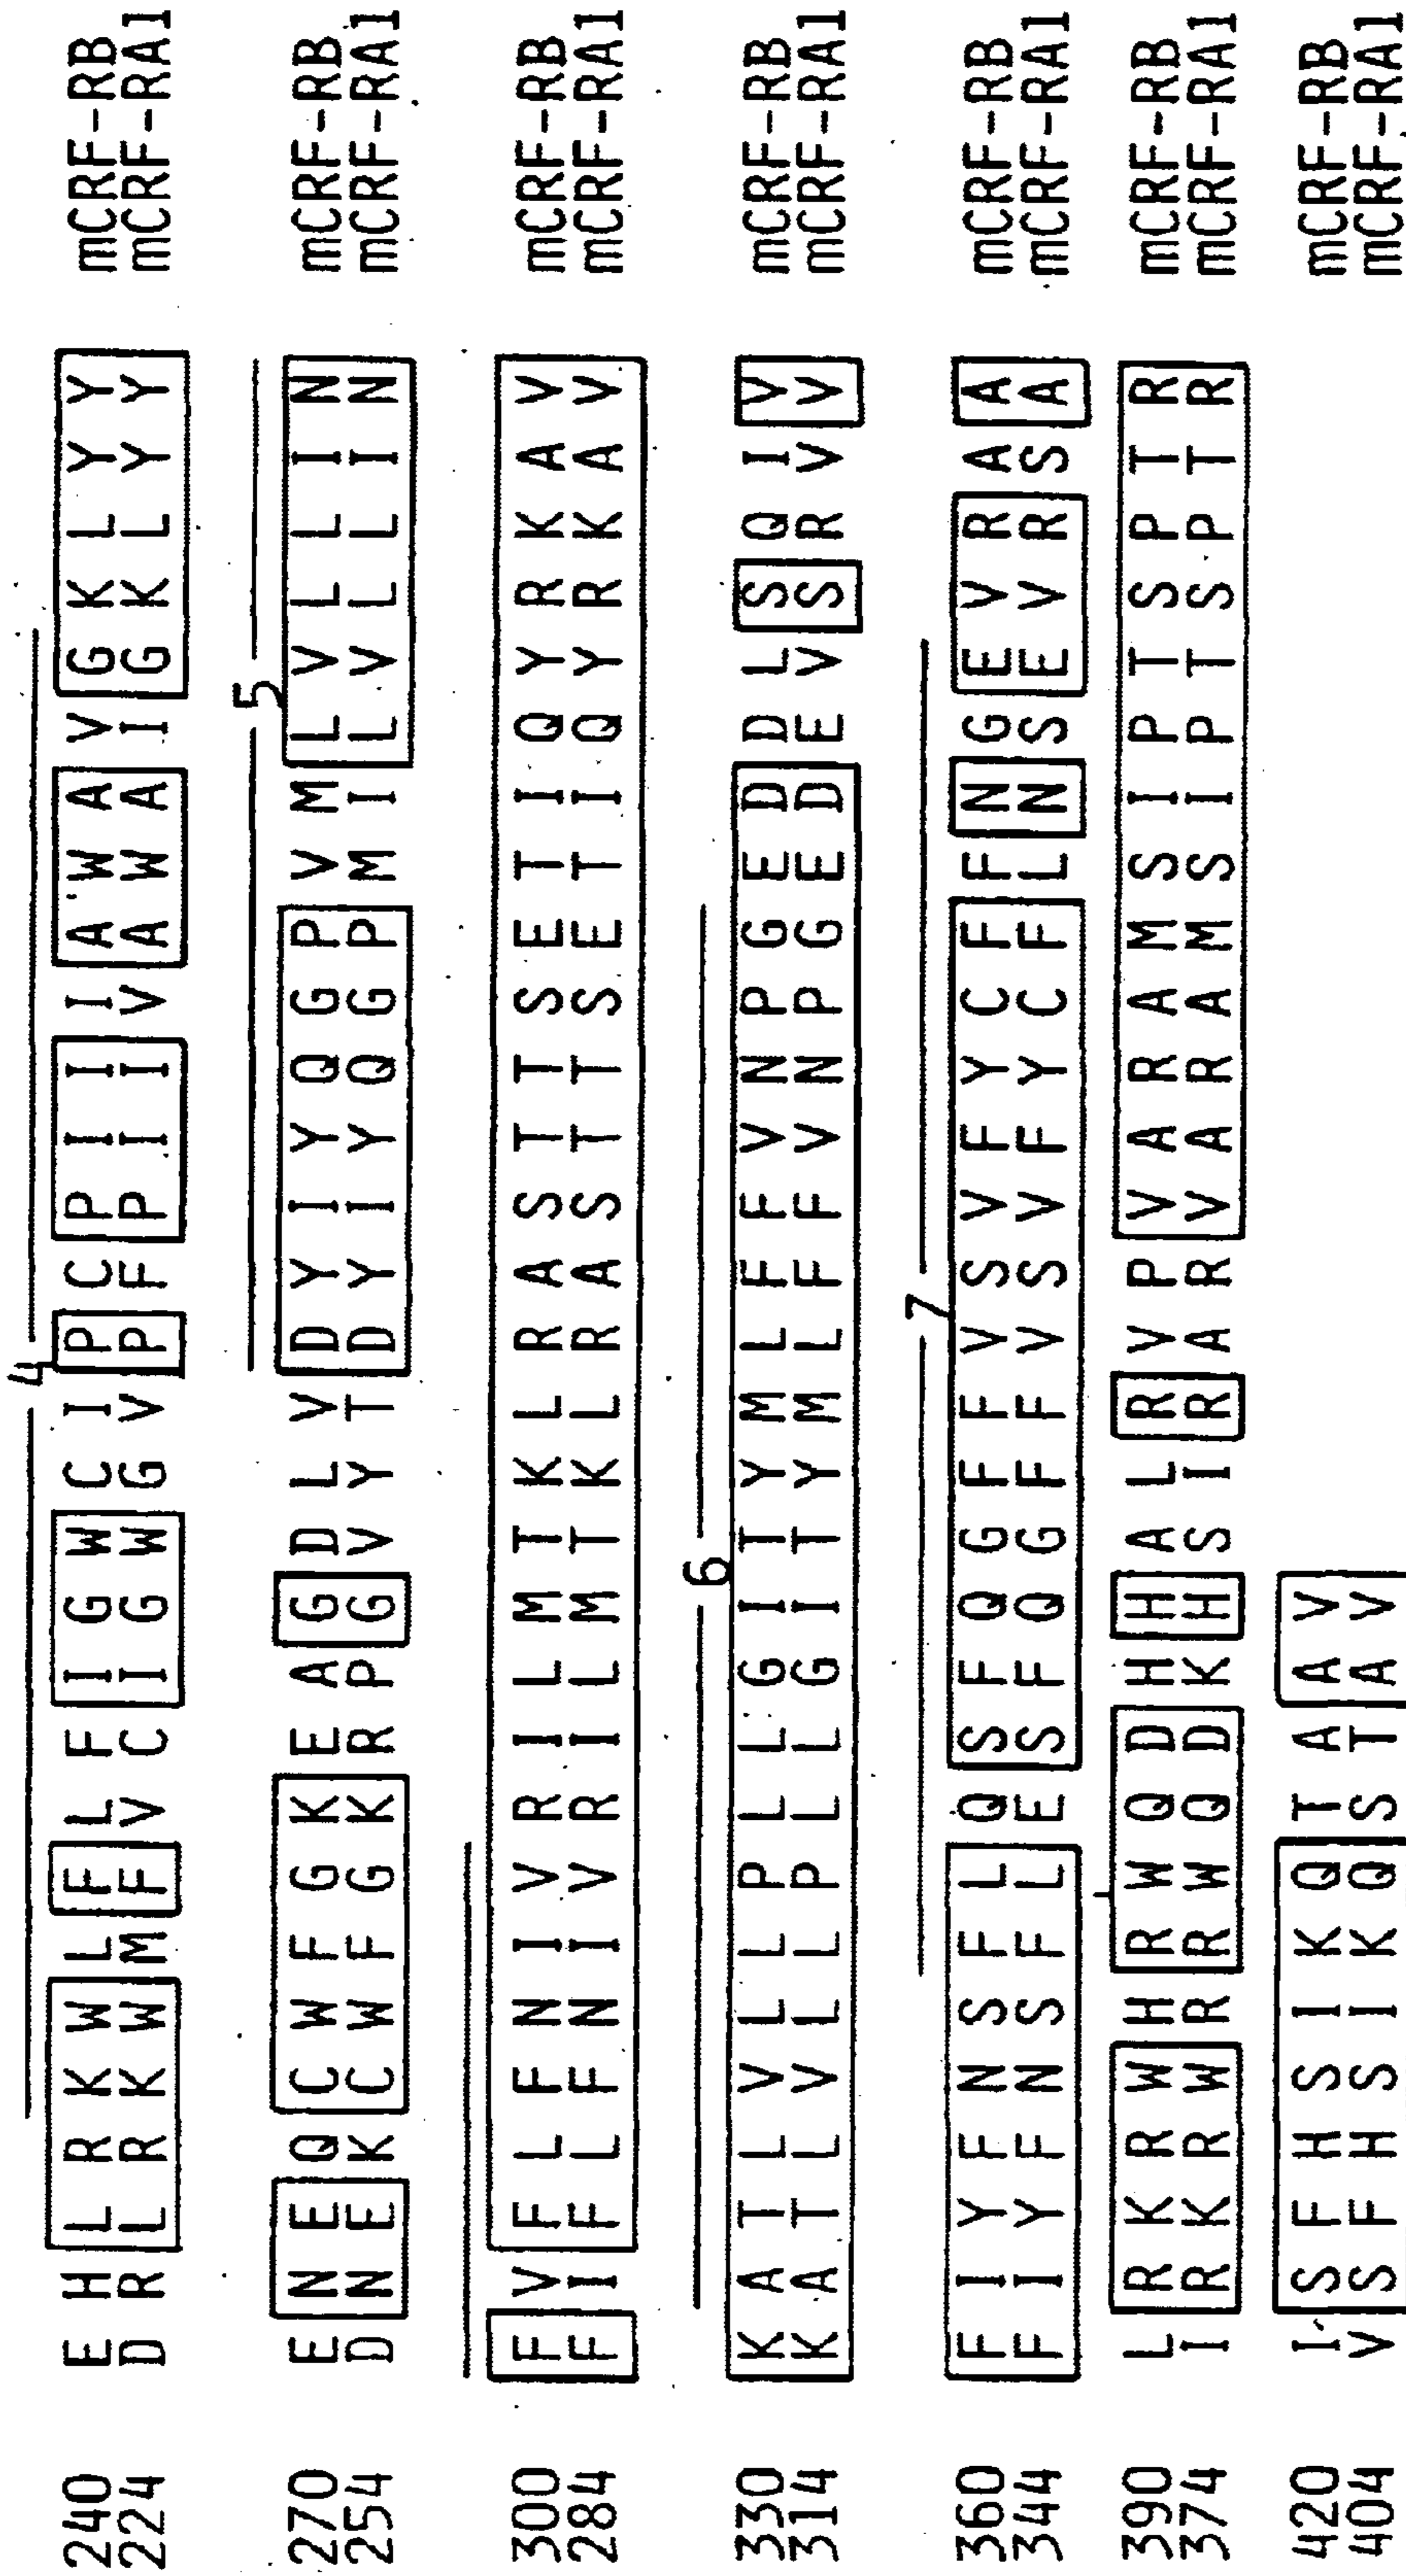 4
240 E H L R K W L F L F I G W C I P C P I I I A W A V G K L Y Y mCRF-RB
224 D R L R K W M F V C I G W G V P F P I I V A W A I G K L Y Y mCRF-RA1
5
270 E N E Q C W F G K E A G D L V D Y I Y Q G P V M L V L L I N mCRF-RB
254 D N E K C W F G K R P G V Y T D Y I Y Q G P M I L V L L I N mCRF-RA1
300 F V F L F N I V R I L M T K L R A S T T S E T I Q Y R K A V mCRF-RB
284 F I F L F N I V R I L M T K L R A S T T S E T I Q Y R K A V mCRF-RA1
6
330 K A T L V L L P L L G I T Y M L F F V N P G E D D L S Q I V mCRF-RB
314 K A T L V L L P L L G I T Y M L F F V N P G E D E V S R V V mCRF-RA1
7
360 F I Y F N S F L Q S F Q G F F V S V F Y C F F N G E V R A A mCRF-RB
344 F I Y F N S F L E S F Q G F F V S V F Y C F L N S E V R S A mCRF-RA1
390 L R K R W H R W Q D H H A L R V P V A R A M S I P T S P T R mCRF-RB
374 I R K R W R R W Q D K H S I R A R V A R A M S I P T S P T R mCRF-RA1
420 I S F H S I K Q T A A V mCRF-RB
404 V S F H S I K Q S T A V mCRF-RA1